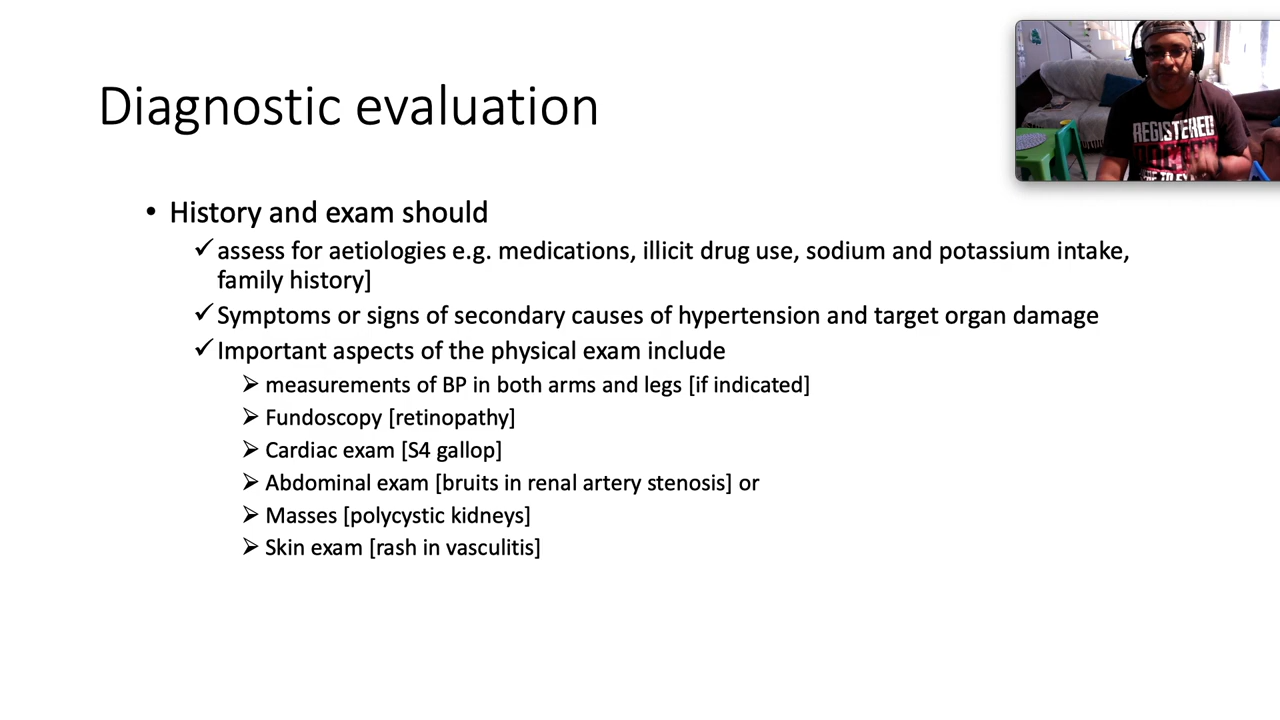 Diagnostic evaluation
REGISTERED
• History and exam should
✓ assess for aetiologies e.g. medications, illicit drug use, sodium and potassium intake,
family history]
✓ Symptoms or signs of secondary causes of hypertension and target organ damage
✓ Important aspects of the physical exam include
➢ measurements of BP in both arms and legs [if indicated]
➢ Fundoscopy [retinopathy]
➢ Cardiac exam [S4 gallop]
➢ Abdominal exam [bruits in renal artery stenosis] or
➢ Masses [polycystic kidneys]
➢ Skin exam [rash in vasculitis]